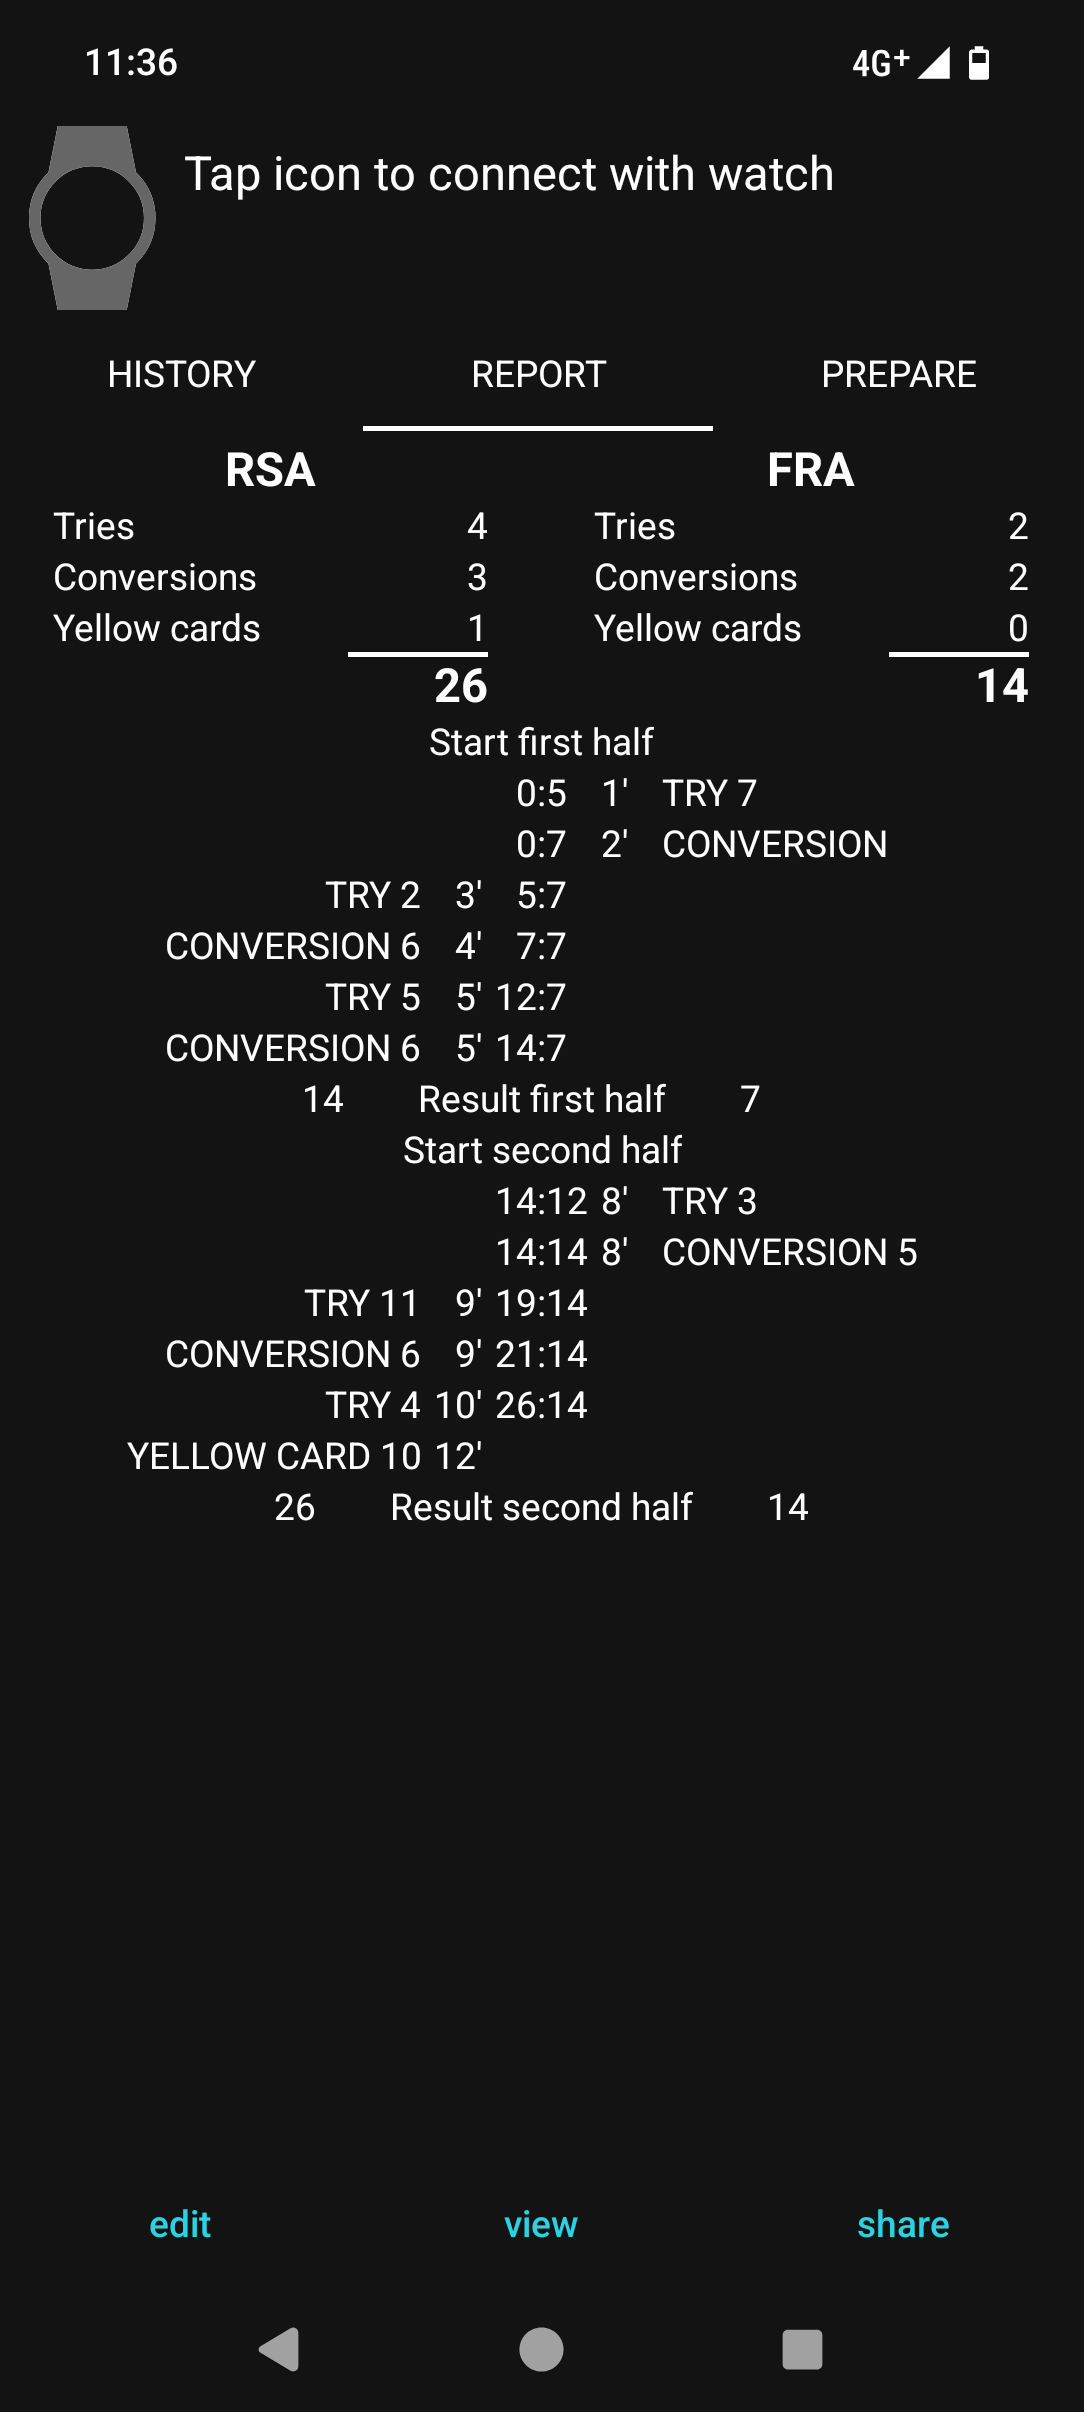 11:36 4G+
Tap icon to connect with watch
HISTORY REPORT PREPARE
RSA FRA
Tries 4 Tries 2
Conversions 3 Conversions 2
Yellow cards 1 Yellow cards 0
26 14
Start first half
0:5 1' TRY 7
0:7 2' CONVERSION
TRY 2 3' 5:7
CONVERSION 6 4' 7:7
TRY 5 5' 12:7
CONVERSION 6 5' 14:7
14 Result first half 7
Start second half
14:12 8' TRY 3
14:14 8' CONVERSION 5
TRY 11 9' 19:14
CONVERSION 6 9' 21:14
TRY 4 10' 26:14
YELLOW CARD 10 12'
26 Result second half 14
edit view share